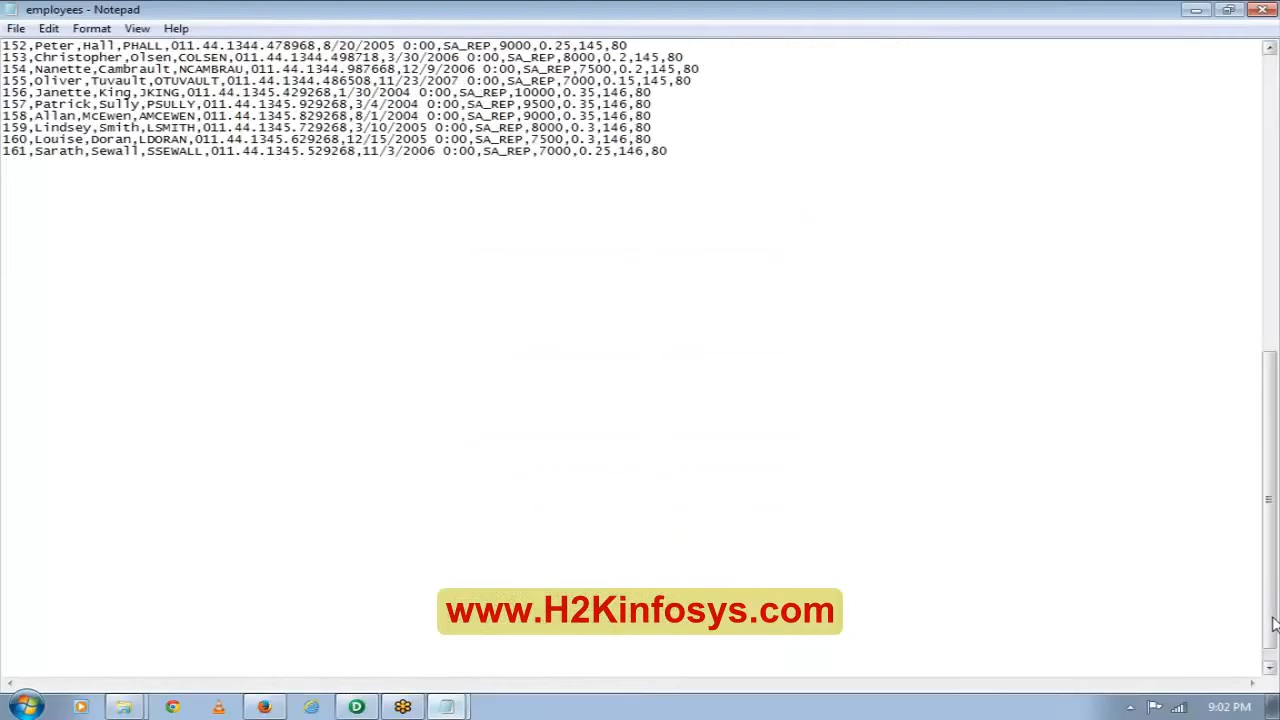 employees - Notepad
File Edit Format View Help
152,Peter,Hall,PHALL,011.44.1344.478968,8/20/2005 0:00,SA_REP,9000,0.25,145,80
153,Christopher,Olsen,COLSEN,011.44.1344.498718,3/30/2006 0:00,SA_REP,8000,0.2,145,80
154,Nanette,Cambrault,NCAMBRAU,011.44.1344.987668,12/9/2006 0:00,SA_REP,7500,0.2,145,80
155,Oliver,Tuvault,OTUVAULT,011.44.1344.486508,11/23/2007 0:00,SA_REP,7000,0.15,145,80
156,Janette,King,JKING,011.44.1345.429268,1/30/2004 0:00,SA_REP,10000,0.35,146,80
157,Patrick,Sully,PSULLY,011.44.1345.929268,3/4/2004 0:00,SA_REP,9500,0.35,146,80
158,Allan,McEwen,AMCEWEN,011.44.1345.829268,8/1/2004 0:00,SA_REP,9000,0.35,146,80
159,Lindsey,Smith,LSMITH,011.44.1345.729268,3/10/2005 0:00,SA_REP,8000,0.3,146,80
160,Louise,Doran,LDORAN,011.44.1345.629268,12/15/2005 0:00,SA_REP,7500,0.3,146,80
161,Sarath,Sewall,SSEWALL,011.44.1345.529268,11/3/2006 0:00,SA_REP,7000,0.25,146,80
www.H2Kinfosys.com
9:02 PM